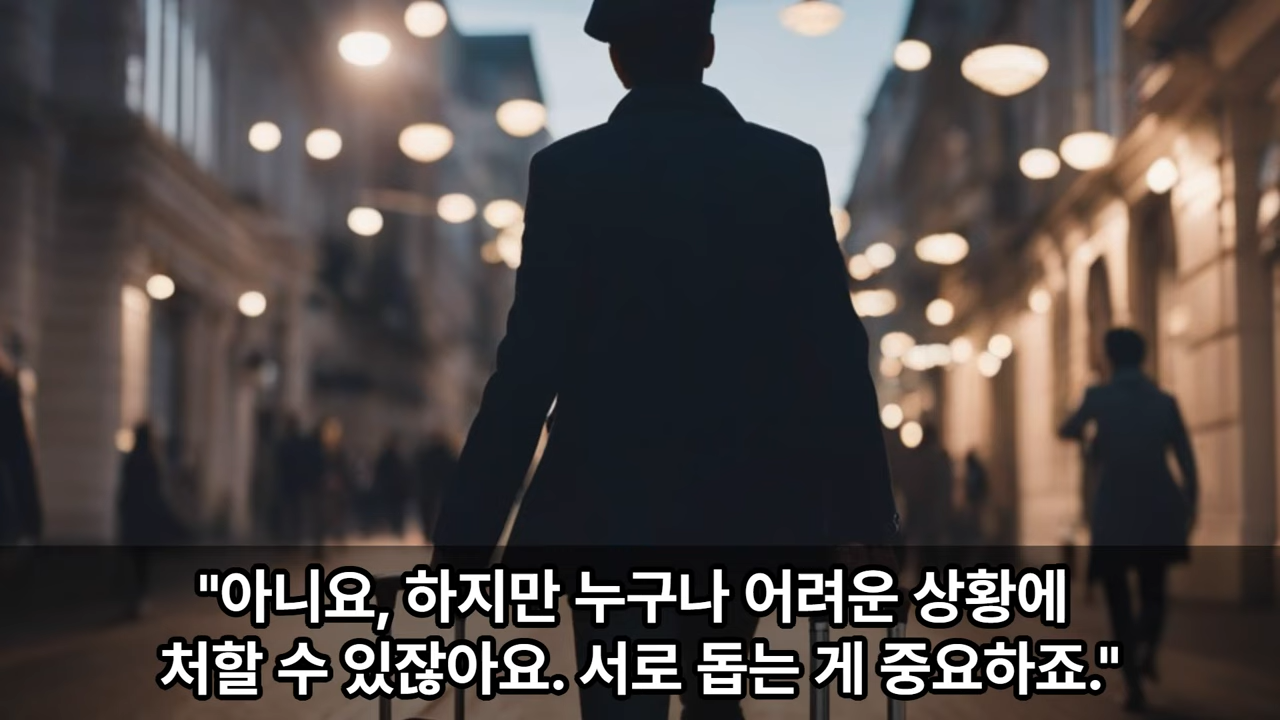 "아니요, 하지만 누구나 어려운 상황에
처할 수 있잖아요. 서로 돕는 게 중요하죠."